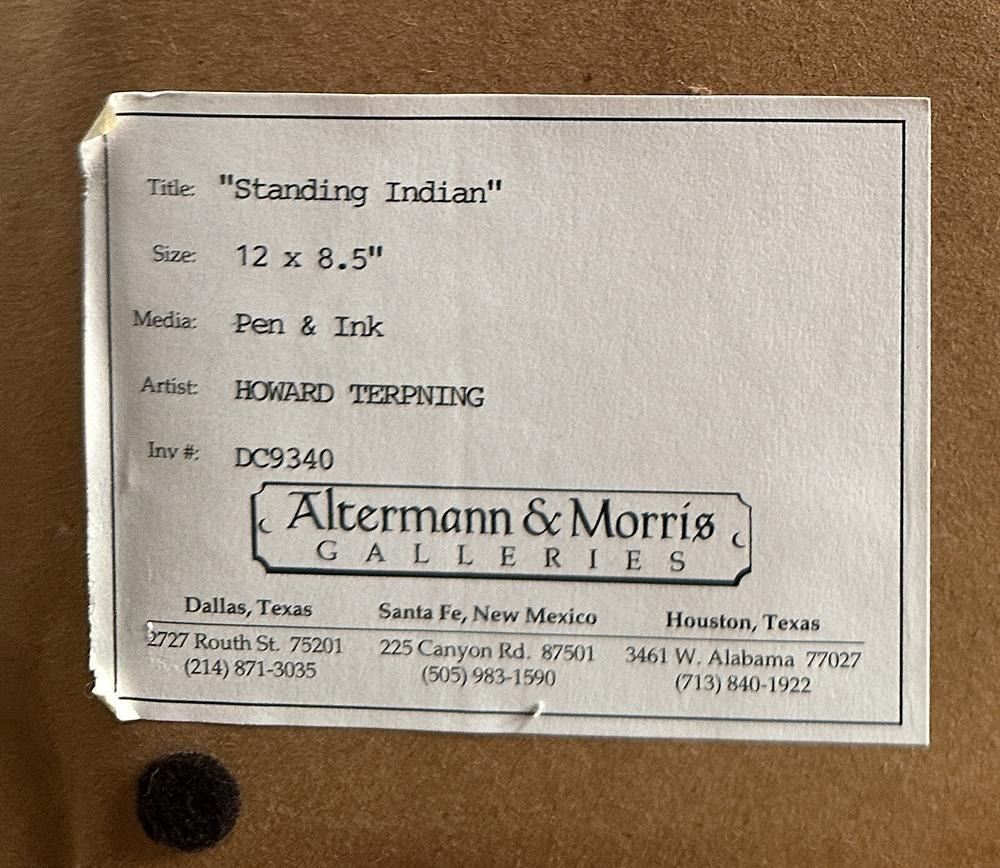 Title: "Standing Indian"
Size: 12 x 8.5"
Media: Pen & Ink
Artist: HOWARD TERPNING
Inv #: DC9340
Altermann & Morris
GALLERIES
Dallas, Texas Santa Fe, New Mexico Houston, Texas
2727 Routh St. 75201 225 Canyon Rd. 87501 3461 W. Alabama 77027
(214) 871-3035 (505) 983-1590 (713) 840-1922